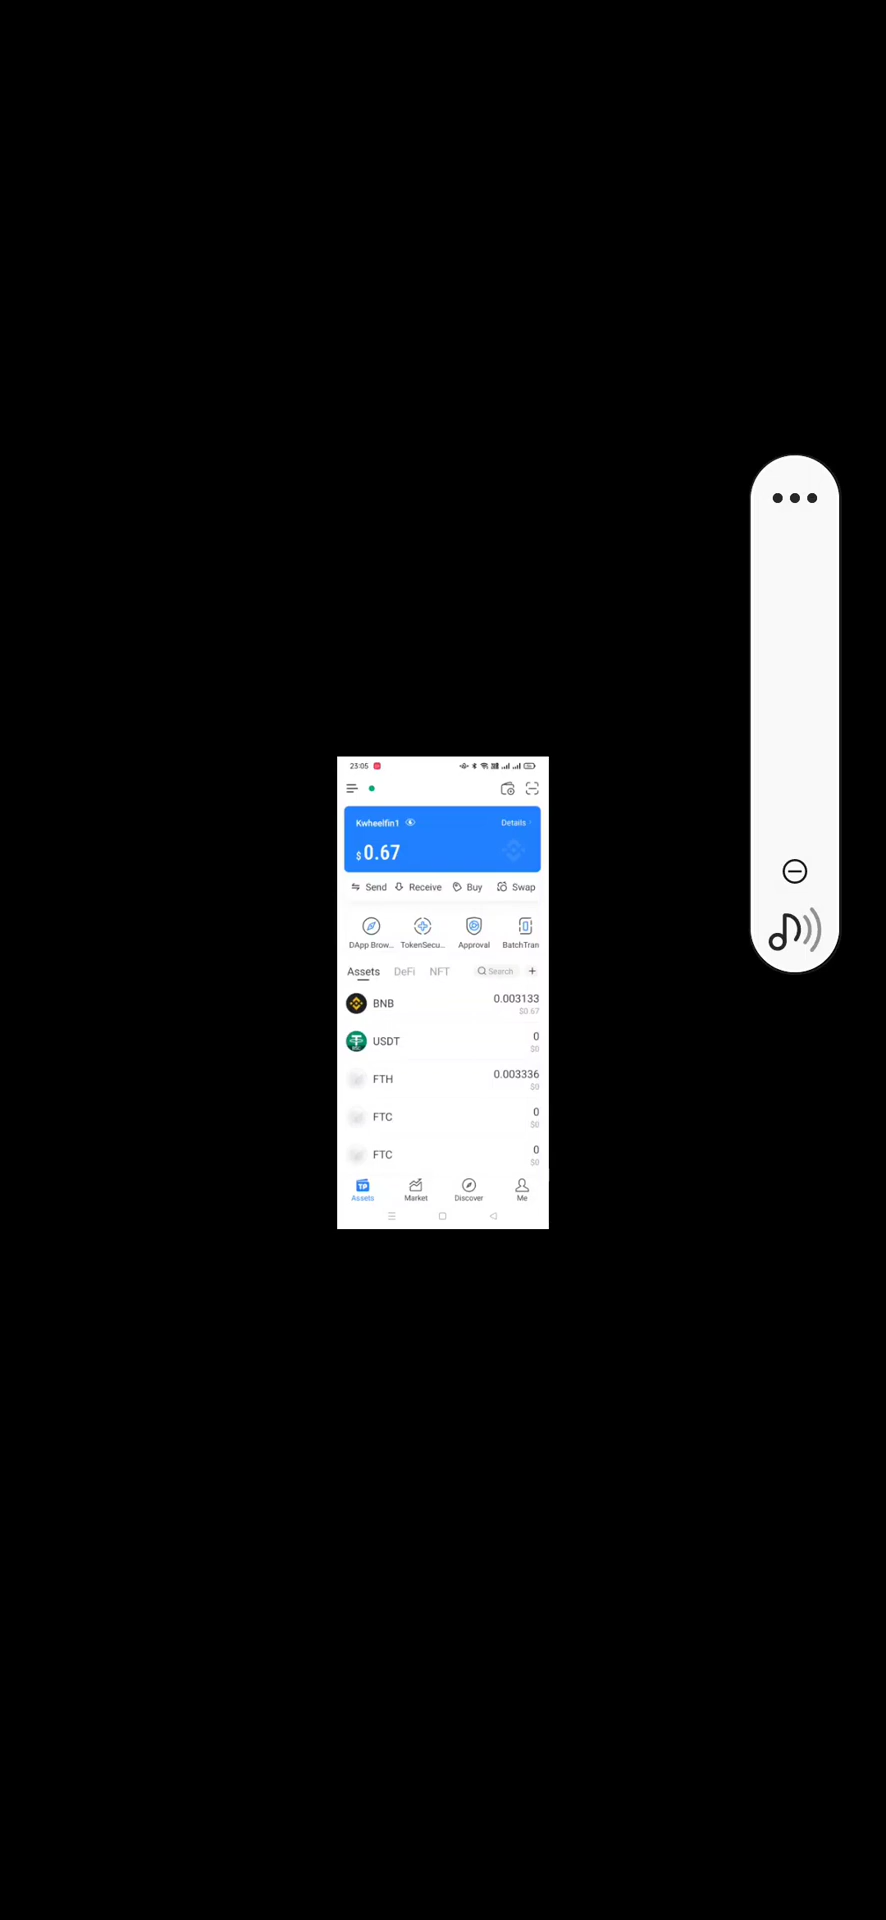 23:05
Kwheelfin1
Details
$0.67
Send Receive Buy Swap
DApp Brow... TokenSecu... Approval BatchTran
Assets DeFi NFT Search
BNB 0.003133
$0.67
USDT 0
$0
FTH 0.003336
$0
FTC 0
$0
FTC 0
$0
TP
Assets Market Discover Me